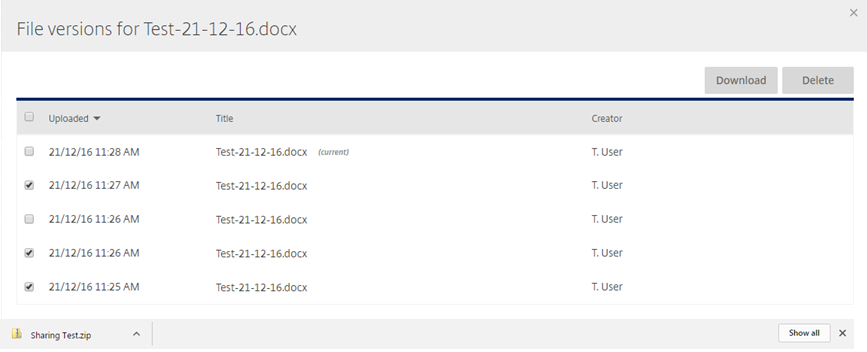 File versions for Test-21-12-16.docx
Download Delete
Uploaded Title Creator
21/12/16 11:28 AM Test-21-12-16.docx (current) T. User
21/12/16 11:27 AM Test-21-12-16.docx T. User
21/12/16 11:26 AM Test-21-12-16.docx T. User
21/12/16 11:26 AM Test-21-12-16.docx T. User
21/12/16 11:25 AM Test-21-12-16.docx T. User
Sharing Test.zip Show all